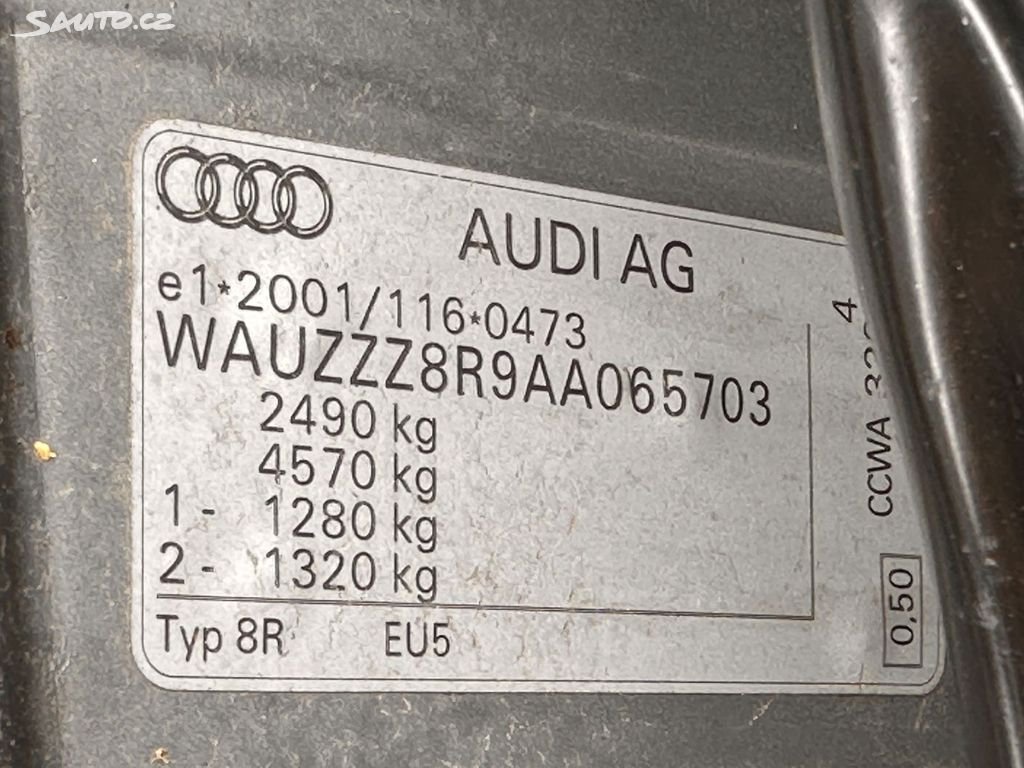 Sauto.cz
AUDI AG
e1*2001/116*0473
WAUZZZ8R9AA065703
2490 kg
4570 kg
1 - 1280 kg
2 - 1320 kg
Typ 8R EU5
CCWA
4
0,50